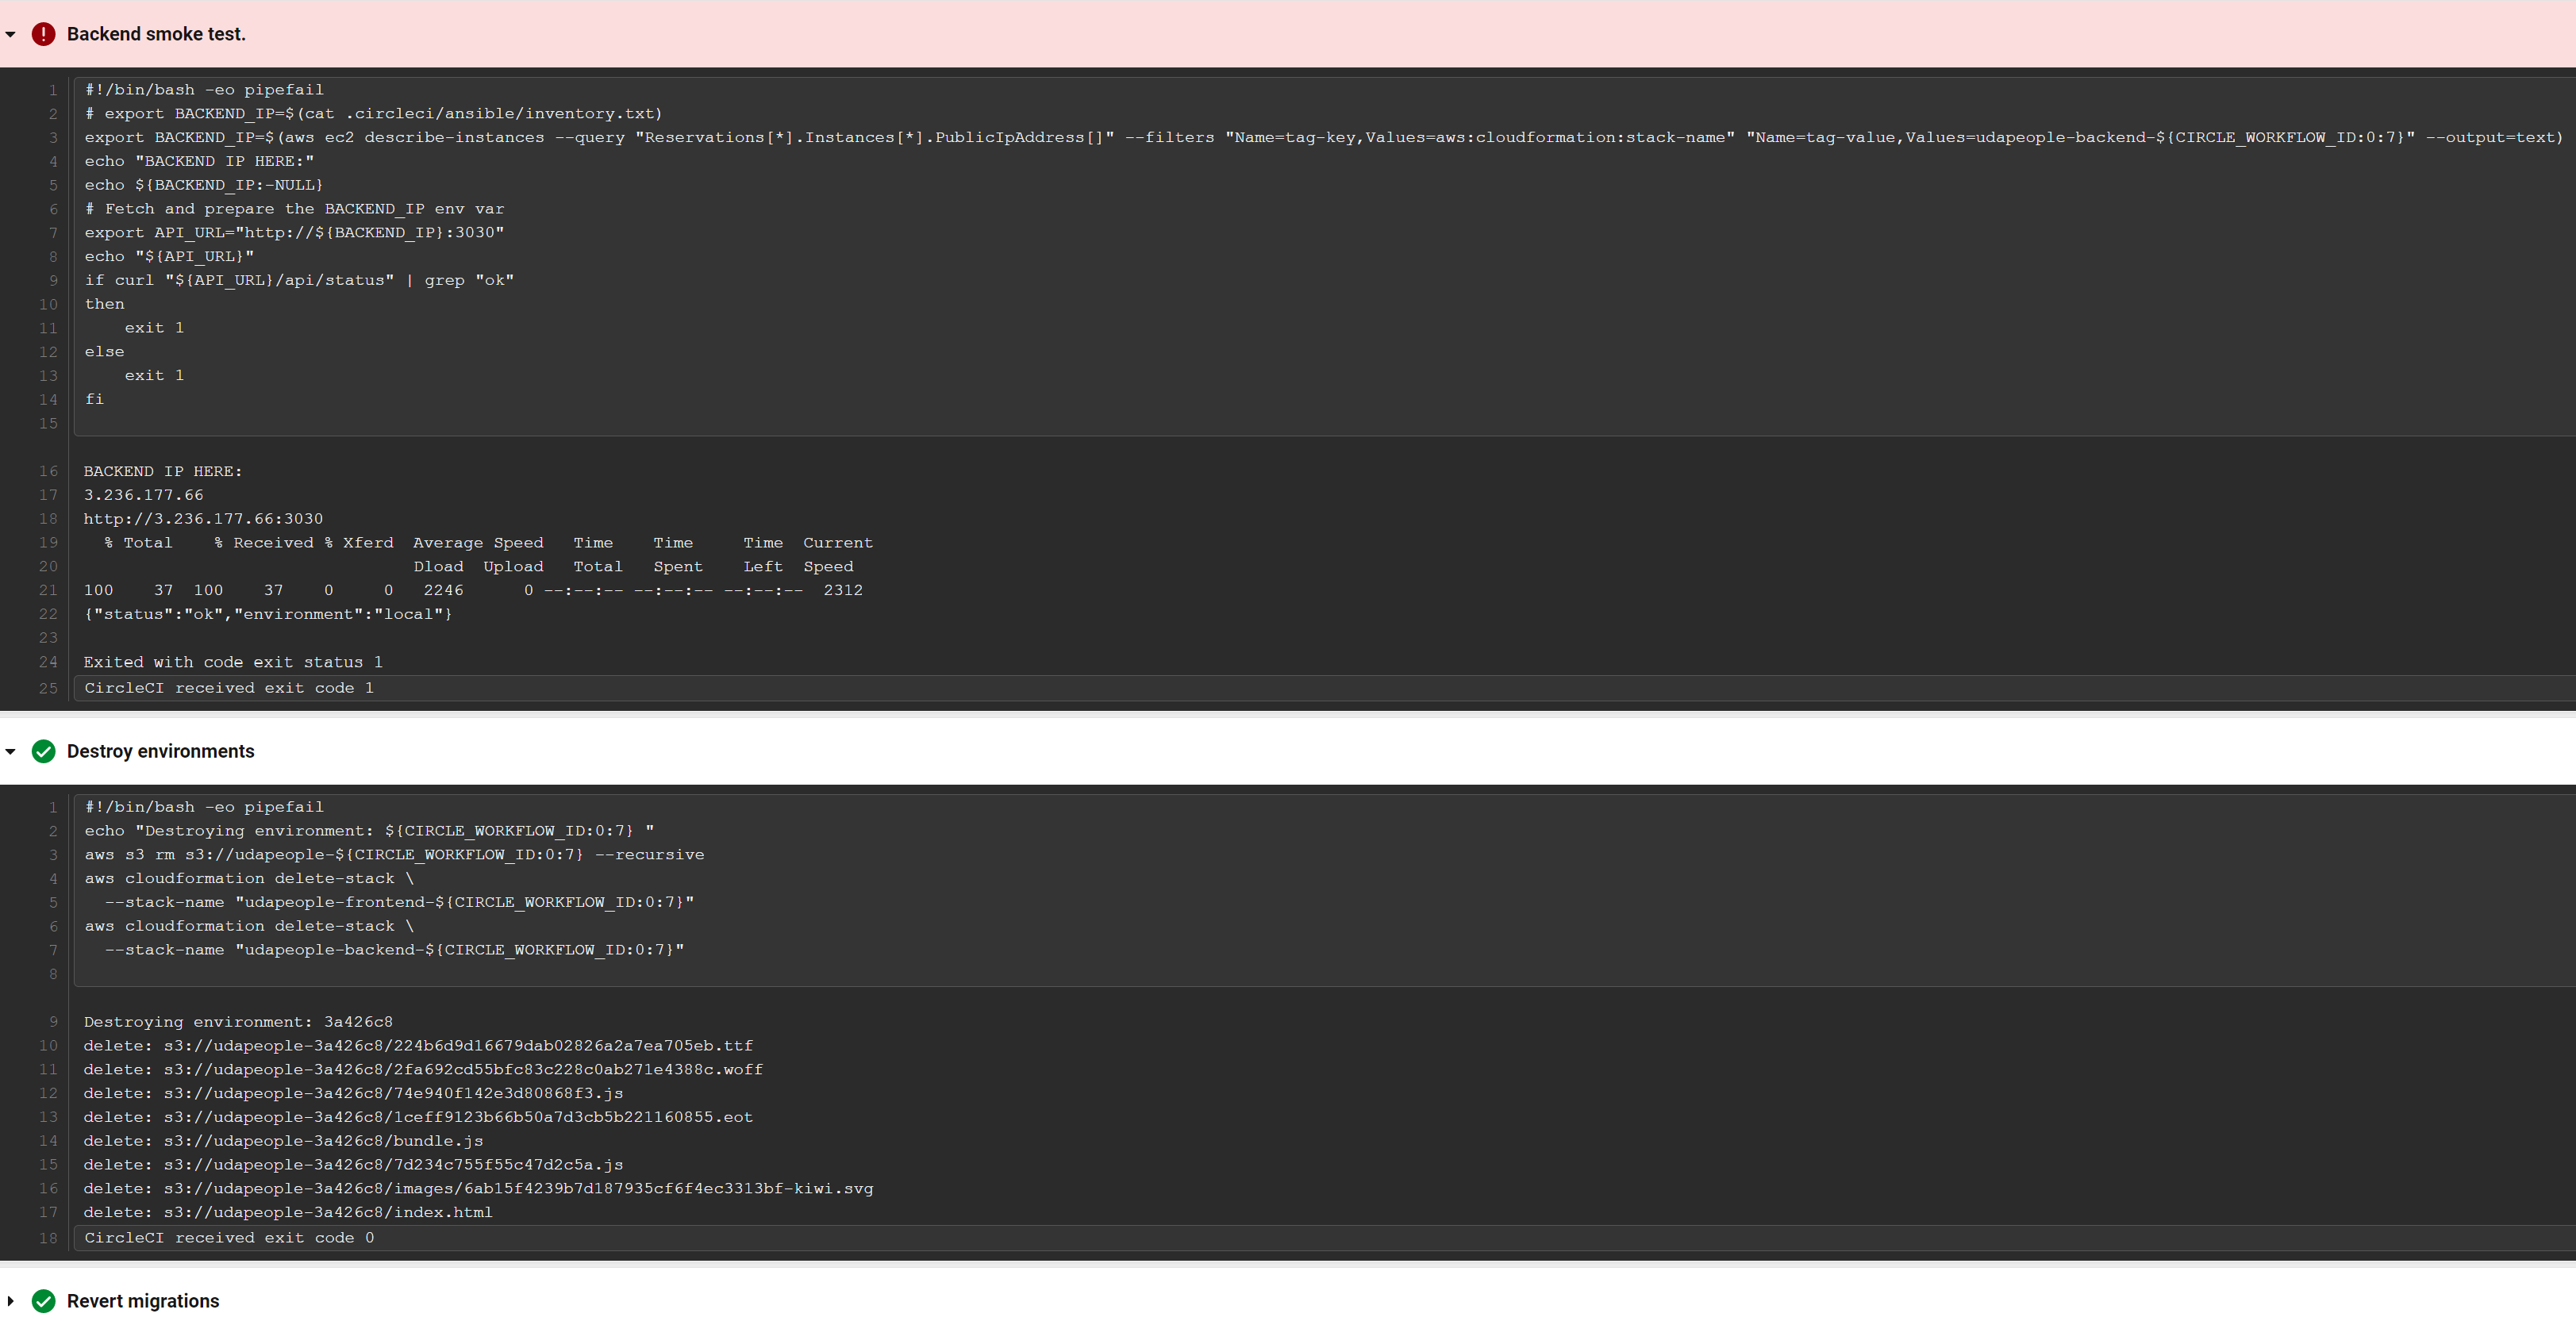 Backend smoke test.
1 #!/bin/bash -eo pipefail
2 # export BACKEND_IP=$(cat .circleci/ansible/inventory.txt)
3 export BACKEND_IP=$(aws ec2 describe-instances --query "Reservations[*].Instances[*].PublicIpAddress[]" --filters "Name=tag-key,Values=aws:cloudformation:stack-name" "Name=tag-value,Values=udapeople-backend-${CIRCLE_WORKFLOW_ID:0:7}" --output=text)
4 echo "BACKEND IP HERE:"
5 echo ${BACKEND_IP:-NULL}
6 # Fetch and prepare the BACKEND_IP env var
7 export API_URL="http://${BACKEND_IP}:3030"
8 echo "${API_URL}"
9 if curl "${API_URL}/api/status" | grep "ok"
10 then
11     exit 1
12 else
13     exit 1
14 fi
15
16 BACKEND IP HERE:
17 3.236.177.66
18 http://3.236.177.66:3030
19   % Total    % Received % Xferd  Average Speed   Time    Time     Time  Current
20                                  Dload  Upload   Total   Spent    Left  Speed
21 100    37  100    37    0     0   2246      0 --:--:-- --:--:-- --:--:--  2312
22 {"status":"ok","environment":"local"}
23
24 Exited with code exit status 1
25 CircleCI received exit code 1
Destroy environments
1 #!/bin/bash -eo pipefail
2 echo "Destroying environment: ${CIRCLE_WORKFLOW_ID:0:7} "
3 aws s3 rm s3://udapeople-${CIRCLE_WORKFLOW_ID:0:7} --recursive
4 aws cloudformation delete-stack \
5   --stack-name "udapeople-frontend-${CIRCLE_WORKFLOW_ID:0:7}"
6 aws cloudformation delete-stack \
7   --stack-name "udapeople-backend-${CIRCLE_WORKFLOW_ID:0:7}"
8
9 Destroying environment: 3a426c8
10 delete: s3://udapeople-3a426c8/224b6d9d16679dab02826a2a7ea705eb.ttf
11 delete: s3://udapeople-3a426c8/2fa692cd55bfc83c228c0ab271e4388c.woff
12 delete: s3://udapeople-3a426c8/74e940f142e3d80868f3.js
13 delete: s3://udapeople-3a426c8/1ceff9123b66b50a7d3cb5b221160855.eot
14 delete: s3://udapeople-3a426c8/bundle.js
15 delete: s3://udapeople-3a426c8/7d234c755f55c47d2c5a.js
16 delete: s3://udapeople-3a426c8/images/6ab15f4239b7d187935cf6f4ec3313bf-kiwi.svg
17 delete: s3://udapeople-3a426c8/index.html
18 CircleCI received exit code 0
Revert migrations